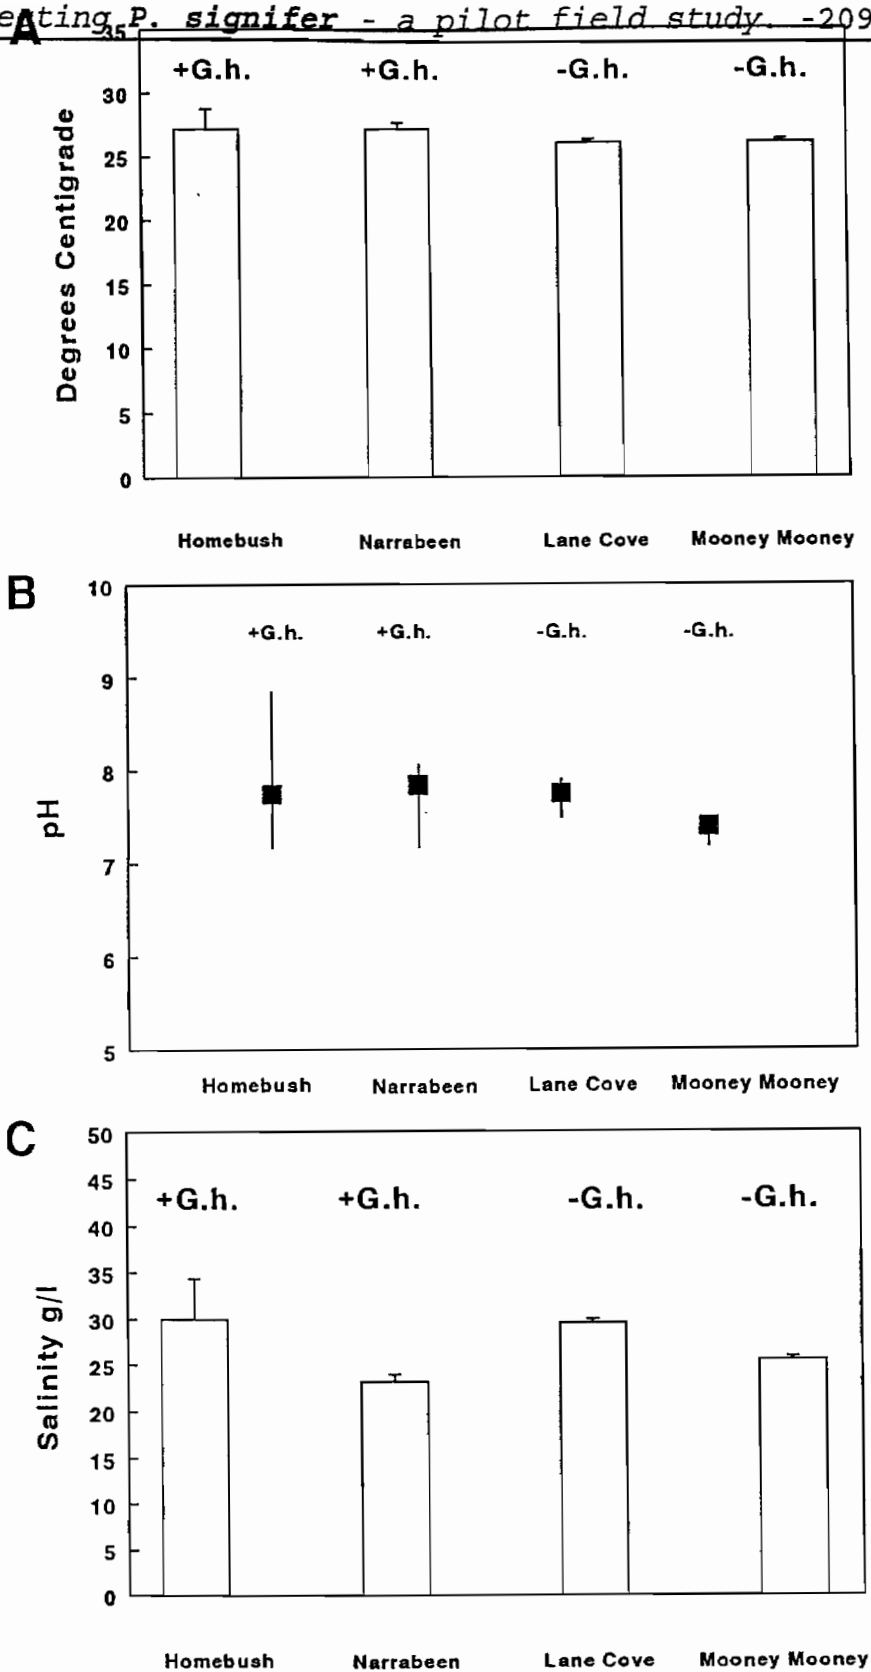 eating P. signifer - a pilot field study. -209
A
35
+G.h. +G.h. -G.h. -G.h.
30
25
20
15
10
5
0
Degrees Centigrade
Homebush Narrabeen Lane Cove Mooney Mooney
B
10
+G.h. +G.h. -G.h. -G.h.
9
8
7
6
5
pH
Homebush Narrabeen Lane Cove Mooney Mooney
C
50
45
+G.h. +G.h. -G.h. -G.h.
40
35
30
25
20
15
10
5
0
Salinity g/l
Homebush Narrabeen Lane Cove Mooney Mooney